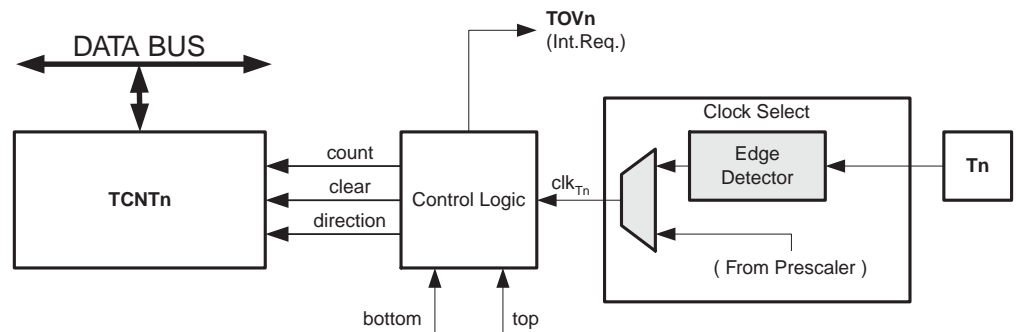 TOVn
(Int.Req.)
DATA BUS
Clock Select
count
clear
direction
TCNTn
Control Logic
clkTn
Edge
Detector
Tn
( From Prescaler )
bottom
top